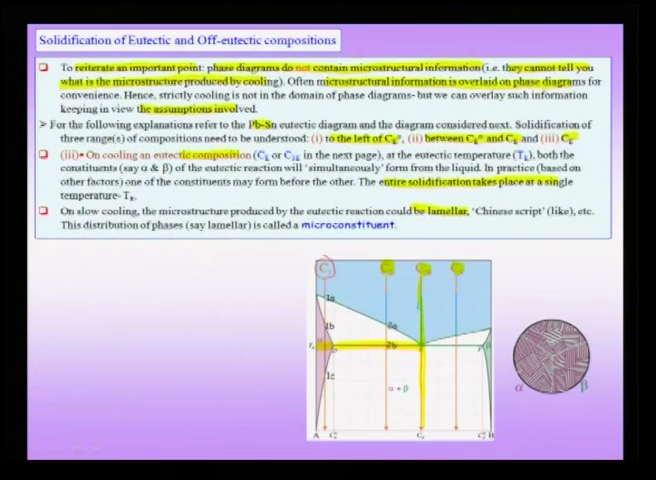 Solidification of Eutectic and Off-eutectic compositions
To reiterate an important point: phase diagrams do not contain microstructural information (i.e. they cannot tell you
what is the microstructure produced by cooling). Often microstructural information is overlaid on phase diagrams for
convenience. Hence, strictly cooling is not in the domain of phase diagrams- but we can overlay such information
keeping in view the assumptions involved.
➤ For the following explanations refer to the Pb-Sn eutectic diagram and the diagram considered next. Solidification of
three range(s) of compositions need to be understood: (i) to the left of
(ii) between
and
and (iii)
(iii)• On cooling an eutectic composition
in the next page), at the eutectic temperature (T_E), both the
constituents (say α & β) of the eutectic reaction will 'simultaneously' form from the liquid. In practice (based on
other factors) one of the constituents may form before the other. The entire solidification takes place at a single
temperature- T_E.
On slow cooling, the microstructure produced by the eutectic reaction could be lamellar, 'Chinese script' (like), etc.
This distribution of phases (say lamellar) is called a microconstituent.
C₁
1a
1b
2a
2b
1c
α + β
α
β
A
B